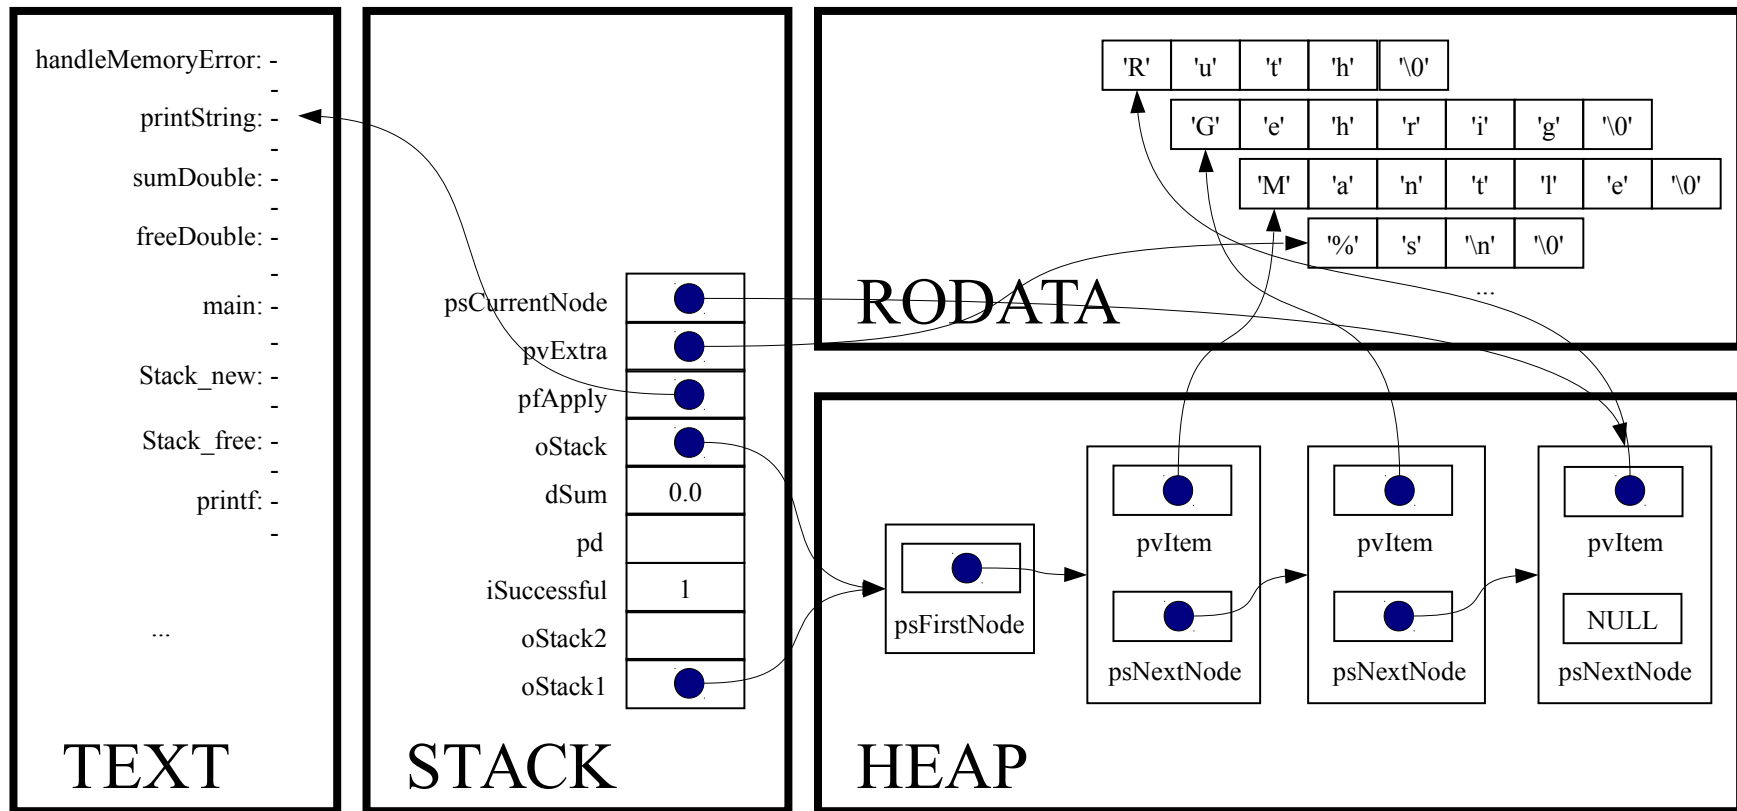 handleMemoryError: -
-
printString: -
-
sumDouble: -
-
freeDouble: -
-
main: -
-
Stack_new: -
-
Stack_free: -
-
printf: -
-
...
TEXT
psCurrentNode
pvExtra
pfApply
oStack
dSum 0.0
pd
iSuccessful 1
oStack2
oStack1
STACK
'R' 'u' 't' 'h' '\0'
'G' 'e' 'h' 'r' 'i' 'g' '\0'
'M' 'a' 'n' 't' 'l' 'e' '\0'
'%' 's' '\n' '\0'
...
RODATA
psFirstNode
pvItem
psNextNode
pvItem
psNextNode
pvItem
NULL
psNextNode
HEAP